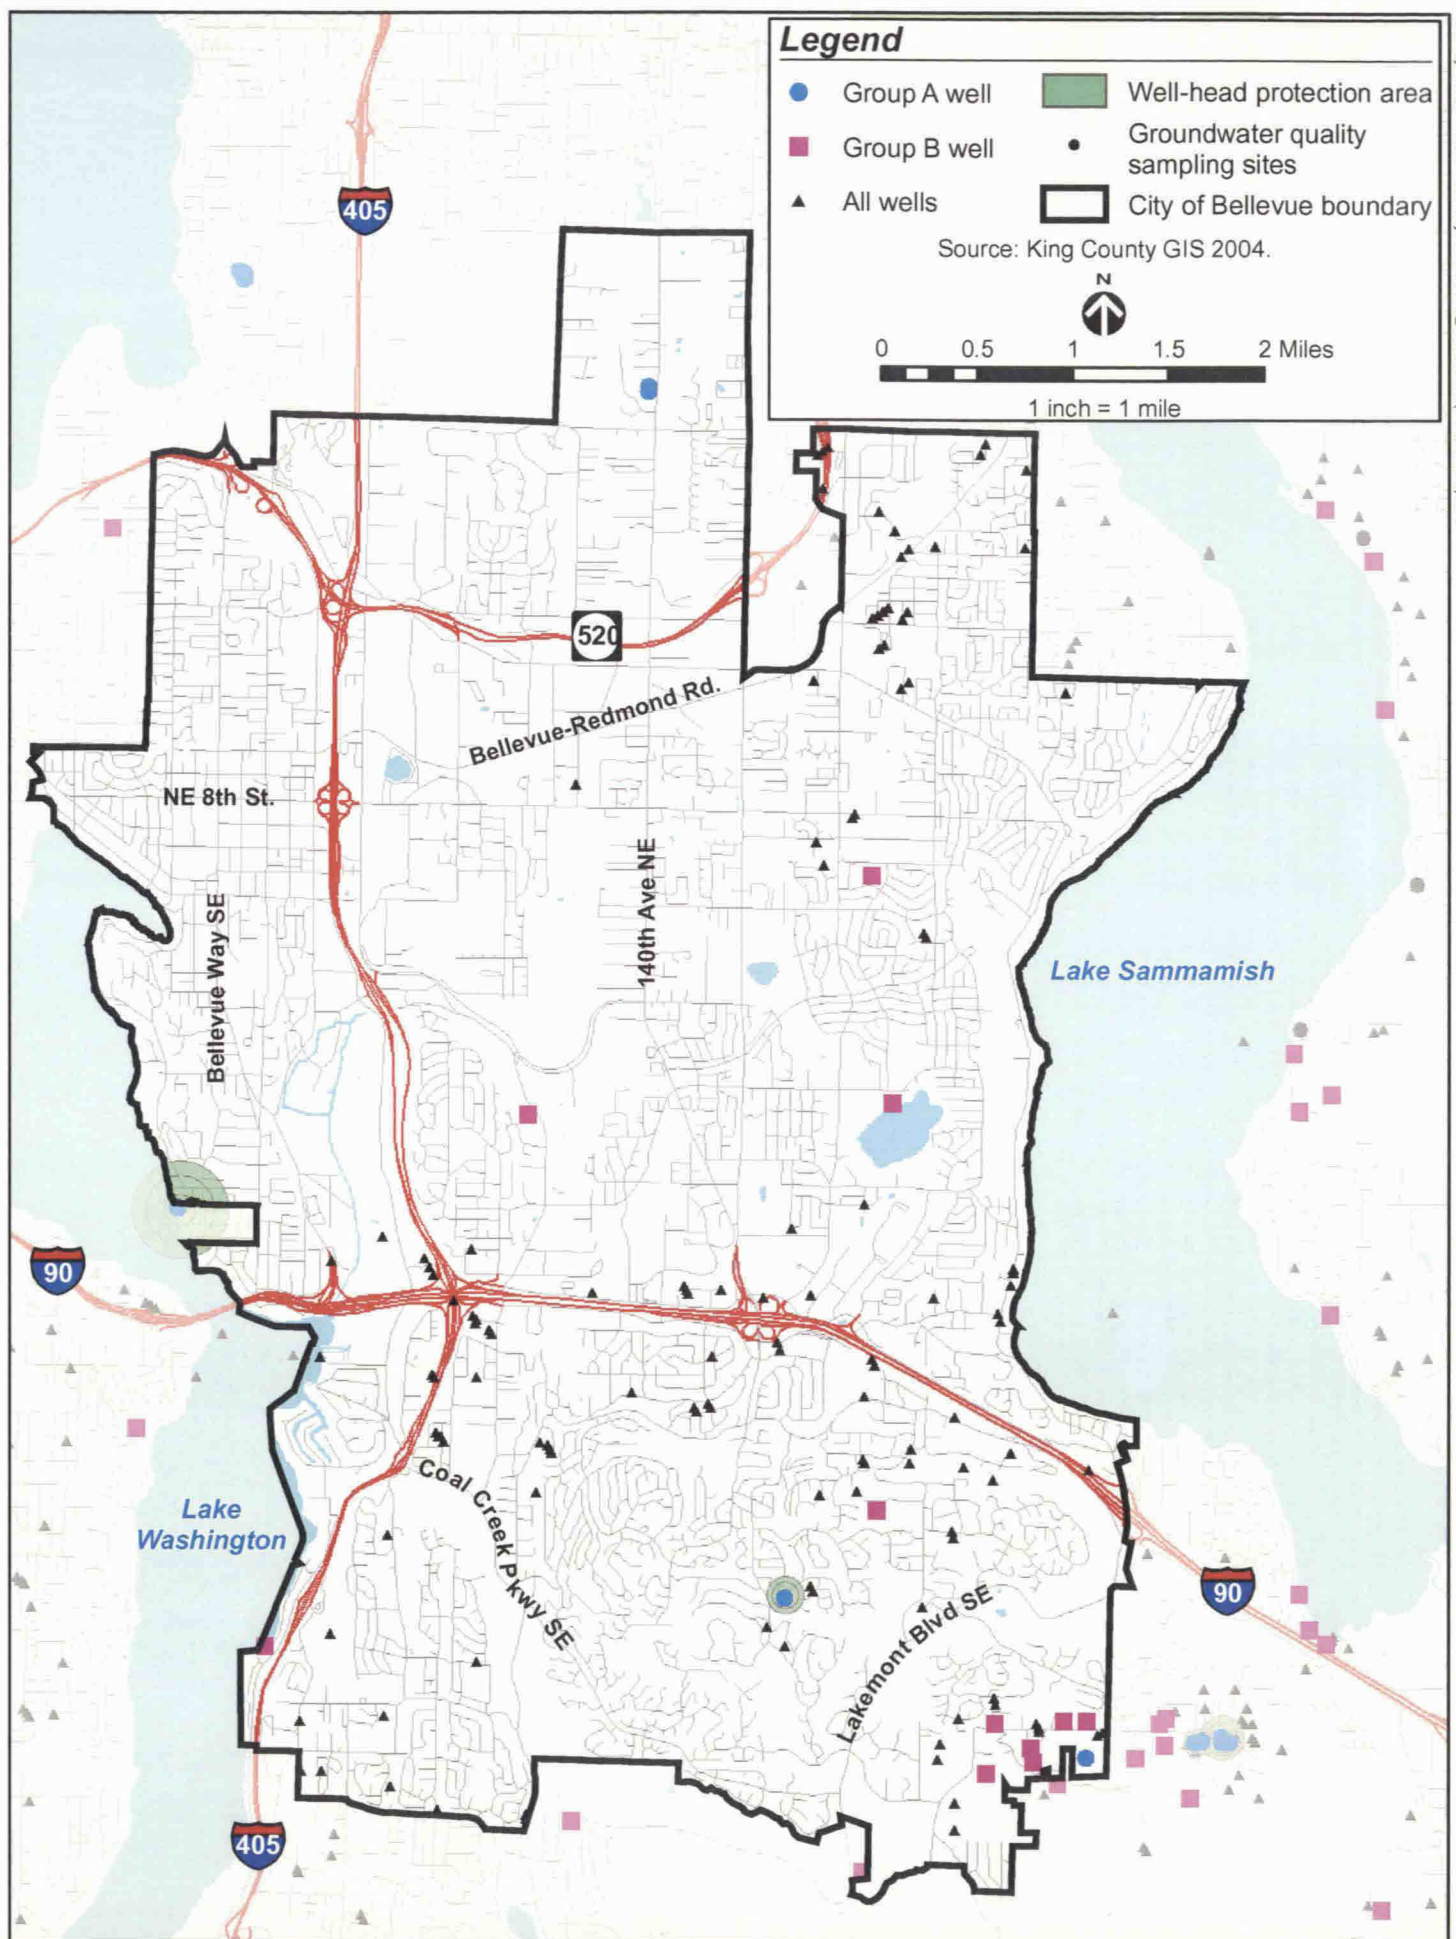 Legend
Group A well
Well-head protection area
Group B well
Groundwater quality
sampling sites
All wells
City of Bellevue boundary
Source: King County GIS 2004.
N
0 0.5 1 1.5 2 Miles
1 inch = 1 mile
405
520
Bellevue-Redmond Rd.
NE 8th St.
140th Ave NE
Bellevue Way SE
Lake Sammamish
90
Coal Creek Pkwy SE
Lake
Washington
90
Lakemont Blvd SE
405